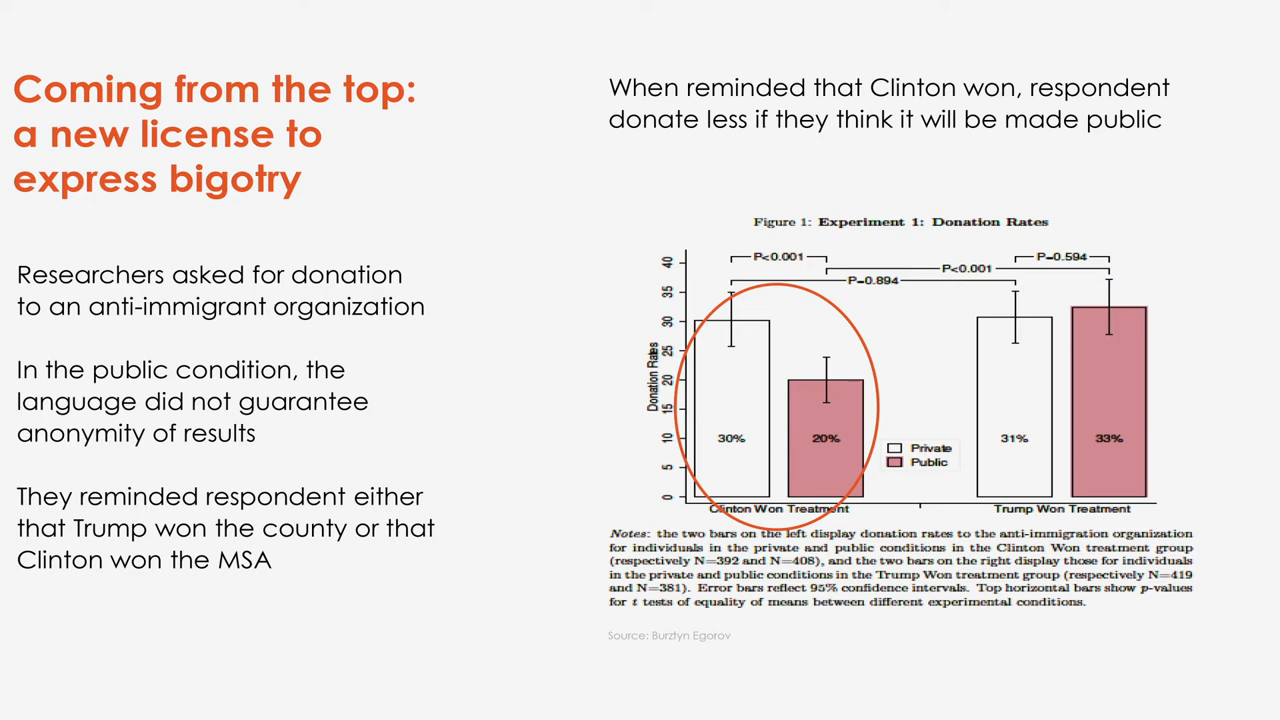 Coming from the top:
a new license to
express bigotry
Researchers asked for donation
to an anti-immigrant organization
In the public condition, the
language did not guarantee
anonymity of results
They reminded respondent either
that Trump won the county or that
Clinton won the MSA
When reminded that Clinton won, respondent
donate less if they think it will be made public
Figure 1: Experiment 1: Donation Rates
P<0.001
P=0.594
P<0.001
P=0.894
Donation Rates
40
35
30
25
20
15
10
5
0
30%
20%
31%
33%
Private
Public
Clinton Won Treatment
Trump Won Treatment
Notes: the two bars on the left display donation rates to the anti-immigration organization
for individuals in the private and public conditions in the Clinton Won treatment group
(respectively N=392 and N=408), and the two bars on the right display those for individuals
in the private and public conditions in the Trump Won treatment group (respectively N=419
and N=381). Error bars reflect 95% confidence intervals. Top horizontal bars show p-values
for t tests of equality of means between different experimental conditions.
Source: Burztyn Egorov